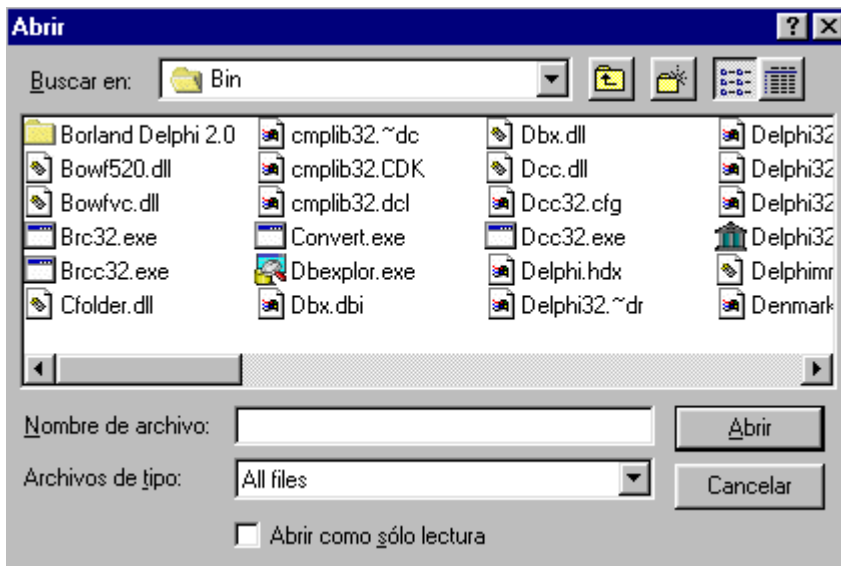 Abrir
Buscar en: Bin
Borland Delphi 2.0 cmplib32.~dc Dbx.dll Delphi32
Bowf520.dll cmplib32.CDK Dcc.dll Delphi32
Bowfvc.dll cmplib32.dcl Dcc32.cfg Delphi32
Brc32.exe Convert.exe Dcc32.exe Delphi32
Brcc32.exe Dbexplor.exe Delphi.hdx
Cfolder.dll Dbx.dbi Delphi32.~dr Denmark
Nombre de archivo: Abrir
Archivos de tipo: All files Cancelar
Abrir como sólo lectura